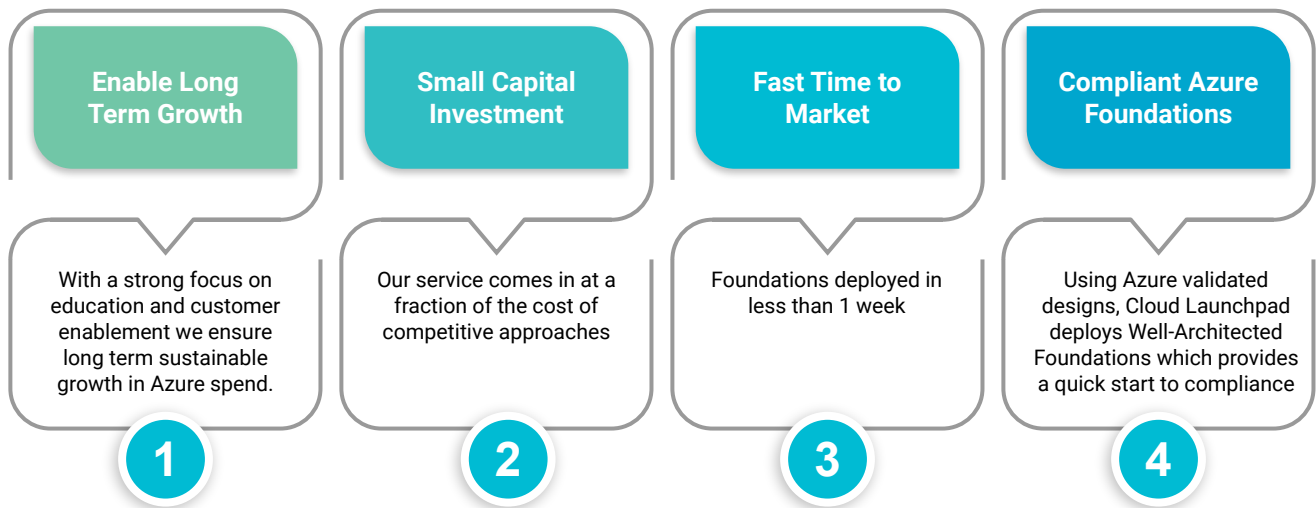 Enable Long
Term Growth
With a strong focus on
education and customer
enablement we ensure
long term sustainable
growth in Azure spend.
1
Small Capital
Investment
Our service comes in at a
fraction of the cost of
competitive approaches
2
Fast Time to
Market
Foundations deployed in
less than 1 week
3
Compliant Azure
Foundations
Using Azure validated
designs, Cloud Launchpad
deploys Well-Architected
Foundations which provides
a quick start to compliance
4